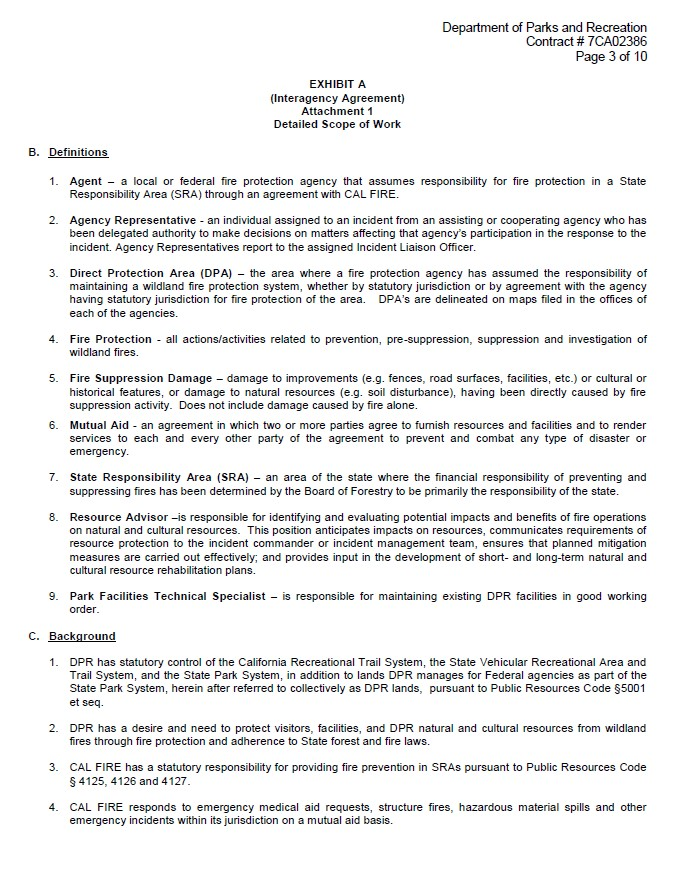 Department of Parks and Recreation
Contract # 7CA02386
Page 3 of 10
EXHIBIT A
(Interagency Agreement)
Attachment 1
Detailed Scope of Work
B. Definitions
1. Agent – a local or federal fire protection agency that assumes responsibility for fire protection in a State
Responsibility Area (SRA) through an agreement with CAL FIRE.
2. Agency Representative - an individual assigned to an incident from an assisting or cooperating agency who has
been delegated authority to make decisions on matters affecting that agency's participation in the response to the
incident. Agency Representatives report to the assigned Incident Liaison Officer.
3. Direct Protection Area (DPA) – the area where a fire protection agency has assumed the responsibility of
maintaining a wildland fire protection system, whether by statutory jurisdiction or by agreement with the agency
having statutory jurisdiction for fire protection of the area. DPA's are delineated on maps filed in the offices of
each of the agencies.
4. Fire Protection - all actions/activities related to prevention, pre-suppression, suppression and investigation of
wildland fires.
5. Fire Suppression Damage – damage to improvements (e.g. fences, road surfaces, facilities, etc.) or cultural or
historical features, or damage to natural resources (e.g. soil disturbance), having been directly caused by fire
suppression activity. Does not include damage caused by fire alone.
6. Mutual Aid - an agreement in which two or more parties agree to furnish resources and facilities and to render
services to each and every other party of the agreement to prevent and combat any type of disaster or
emergency.
7. State Responsibility Area (SRA) – an area of the state where the financial responsibility of preventing and
suppressing fires has been determined by the Board of Forestry to be primarily the responsibility of the state.
8. Resource Advisor –is responsible for identifying and evaluating potential impacts and benefits of fire operations
on natural and cultural resources. This position anticipates impacts on resources, communicates requirements of
resource protection to the incident commander or incident management team, ensures that planned mitigation
measures are carried out effectively; and provides input in the development of short- and long-term natural and
cultural resource rehabilitation plans.
9. Park Facilities Technical Specialist – is responsible for maintaining existing DPR facilities in good working
order.
C. Background
1. DPR has statutory control of the California Recreational Trail System, the State Vehicular Recreational Area and
Trail System, and the State Park System, in addition to lands DPR manages for Federal agencies as part of the
State Park System, herein after referred to collectively as DPR lands, pursuant to Public Resources Code §5001
et seq.
2. DPR has a desire and need to protect visitors, facilities, and DPR natural and cultural resources from wildland
fires through fire protection and adherence to State forest and fire laws.
3. CAL FIRE has a statutory responsibility for providing fire prevention in SRAs pursuant to Public Resources Code
§ 4125, 4126 and 4127.
4. CAL FIRE responds to emergency medical aid requests, structure fires, hazardous material spills and other
emergency incidents within its jurisdiction on a mutual aid basis.